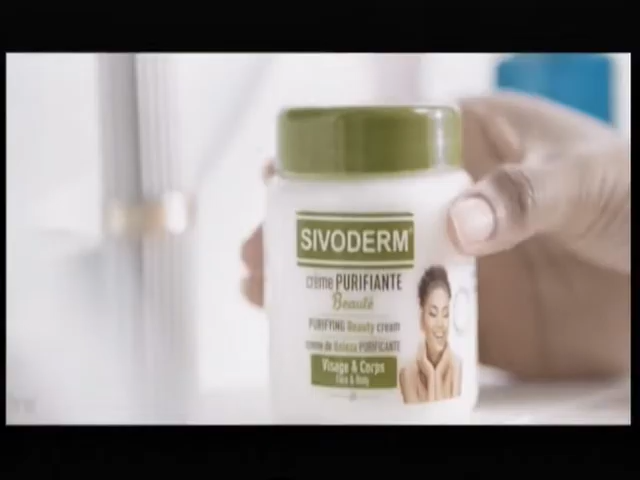 SIVODERM®
crème PURIFIANTE
Beauté
PURIFYING Beauty cream
creme de Beleza PURIFICANTE
Visage & Corps
Face & Body